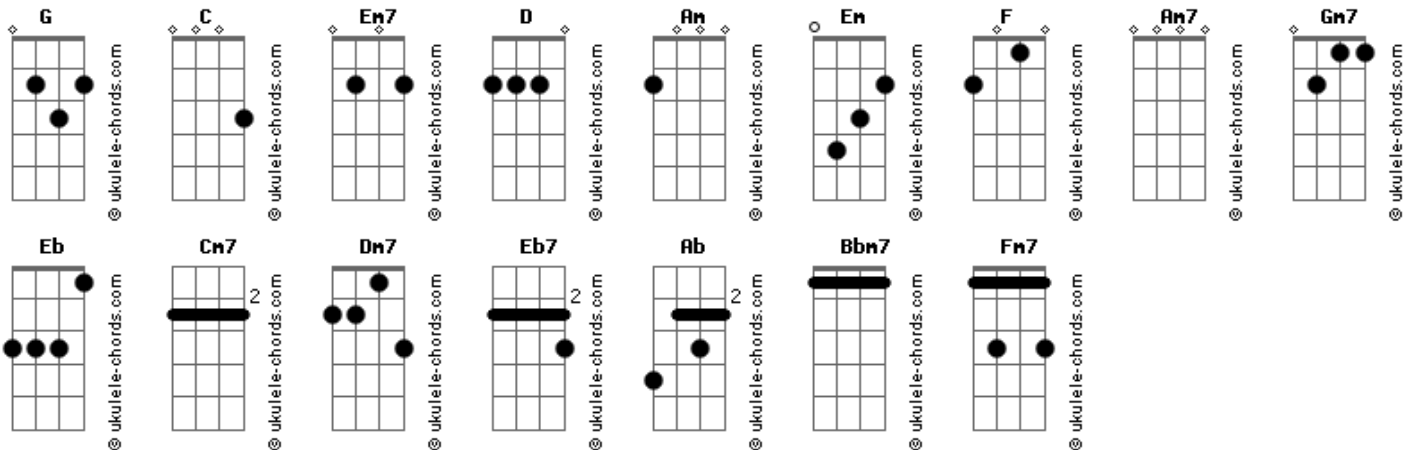 G C Em7 D Am Em F Am7 Gm7
© ukulele-chords.com © ukulele-chords.com © ukulele-chords.com © ukulele-chords.com © ukulele-chords.com © ukulele-chords.com © ukulele-chords.com © ukulele-chords.com © ukulele-chords.com
Eb Cm7 Dm7 Eb7 Ab Bbm7 Fm7
2 2 2
© ukulele-chords.com © ukulele-chords.com © ukulele-chords.com © ukulele-chords.com © ukulele-chords.com © ukulele-chords.com © ukulele-chords.com